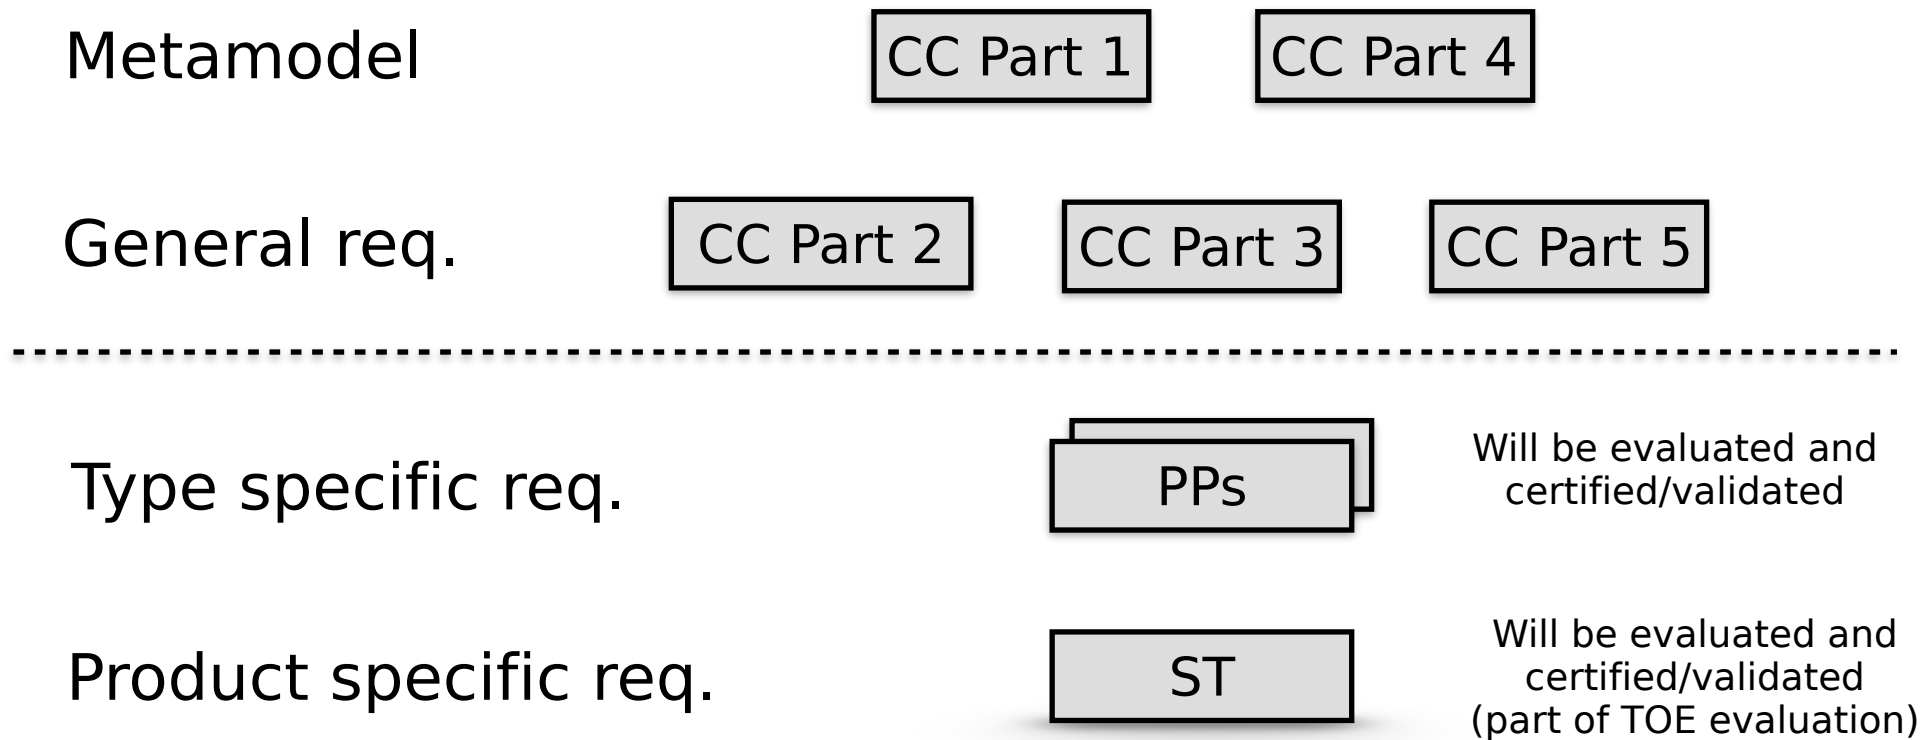 Metamodel
CC Part 1
CC Part 4
General req.
CC Part 2
CC Part 3
CC Part 5
Type specific req.
PPs
Will be evaluated and
certified/validated
Product specific req.
ST
Will be evaluated and
certified/validated
(part of TOE evaluation)